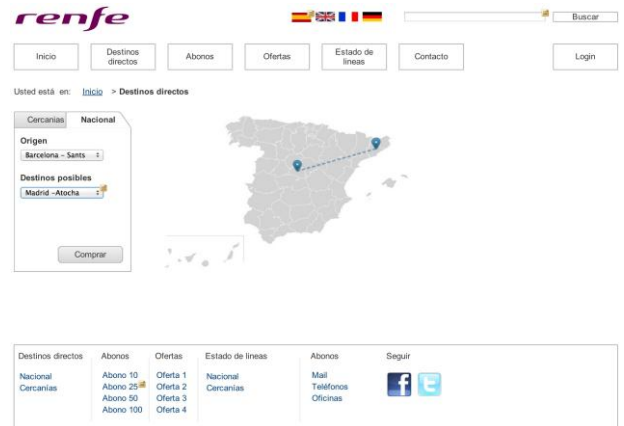 renfe
Buscar
Inicio
Destinos
directos
Abonos
Ofertas
Estado de
lineas
Contacto
Login
Usted está en: Inicio > Destinos directos
Cercanias Nacional
Origen
Barcelona - Sants
Destinos posibles
Madrid -Atocha
Comprar
Destinos directos Abonos Ofertas Estado de lineas Abonos Seguir
Nacional Abono 10 Oferta 1 Nacional Mail
Cercanías Abono 25 Oferta 2 Cercanías Teléfonos
Abono 50 Oferta 3 Oficinas
Abono 100 Oferta 4
f t